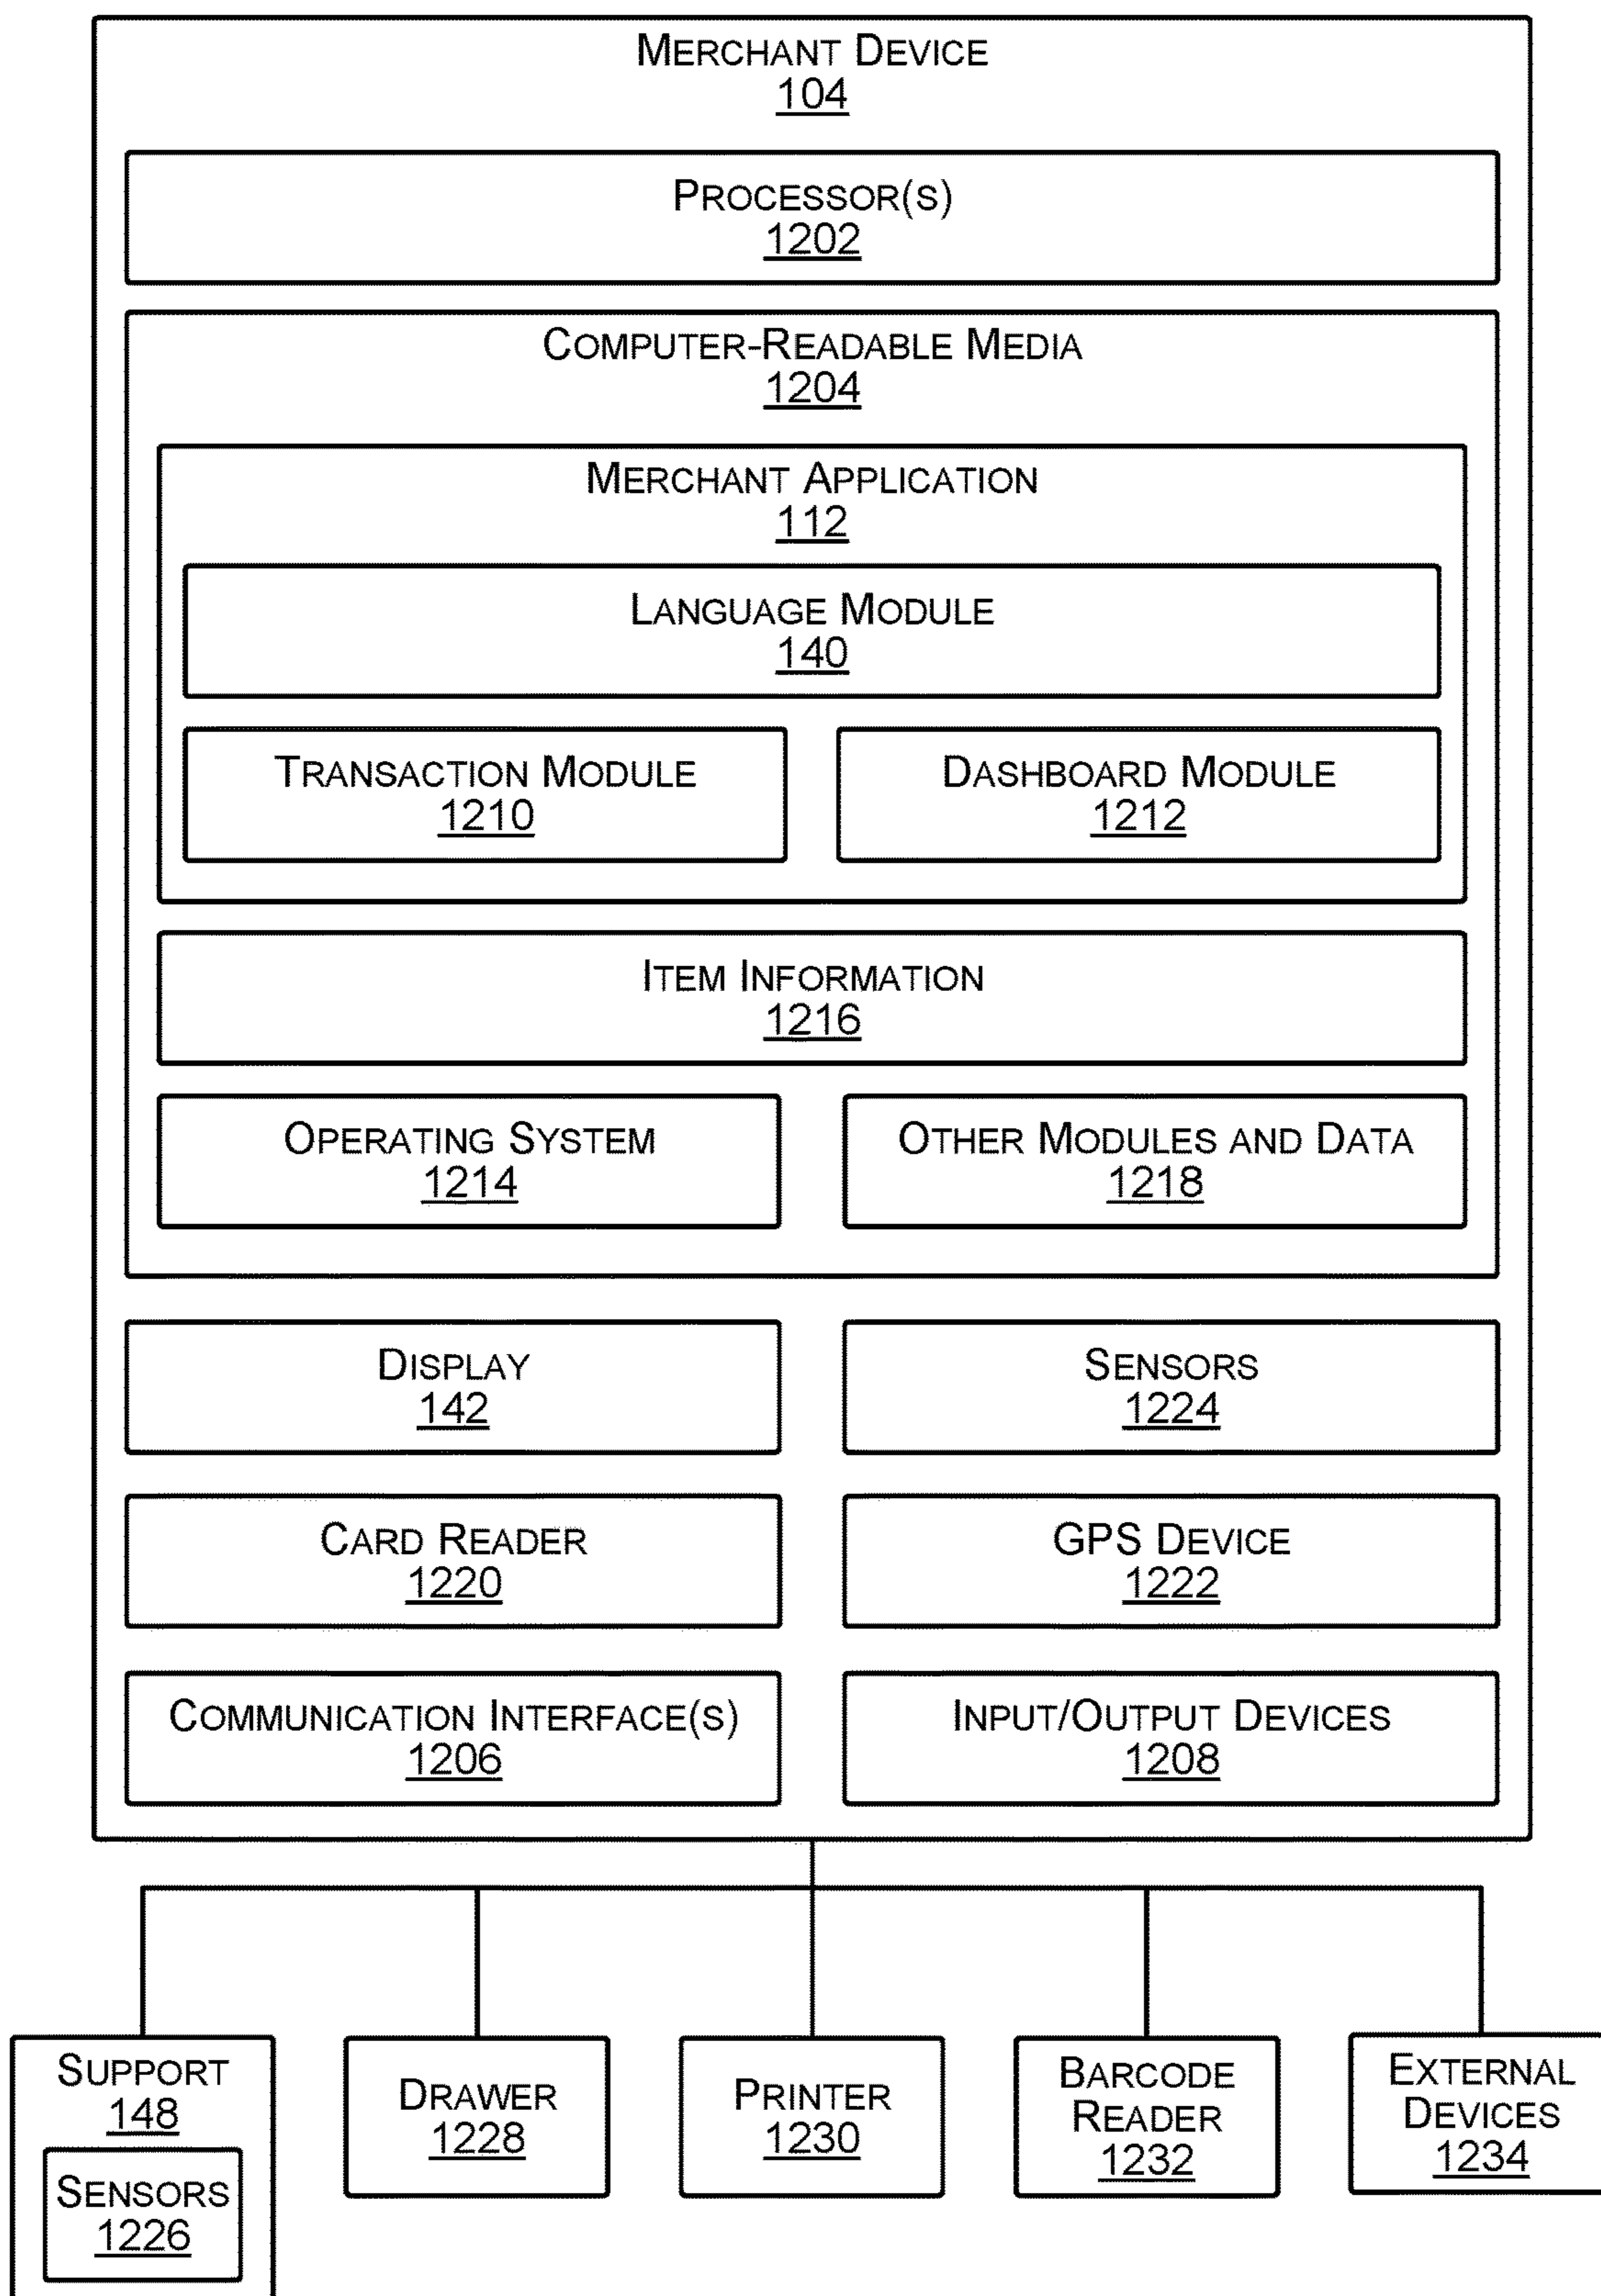 MERCHANT DEVICE
104
PROCESSOR(S)
1202
COMPUTER-READABLE MEDIA
1204
MERCHANT APPLICATION
112
LANGUAGE MODULE
140
TRANSACTION MODULE
1210
DASHBOARD MODULE
1212
ITEM INFORMATION
1216
OPERATING SYSTEM
1214
OTHER MODULES AND DATA
1218
DISPLAY
142
SENSORS
1224
CARD READER
1220
GPS DEVICE
1222
COMMUNICATION INTERFACE(S)
1206
INPUT/OUTPUT DEVICES
1208
SUPPORT
148
SENSORS
1226
DRAWER
1228
PRINTER
1230
BARCODE
READER
1232
EXTERNAL
DEVICES
1234